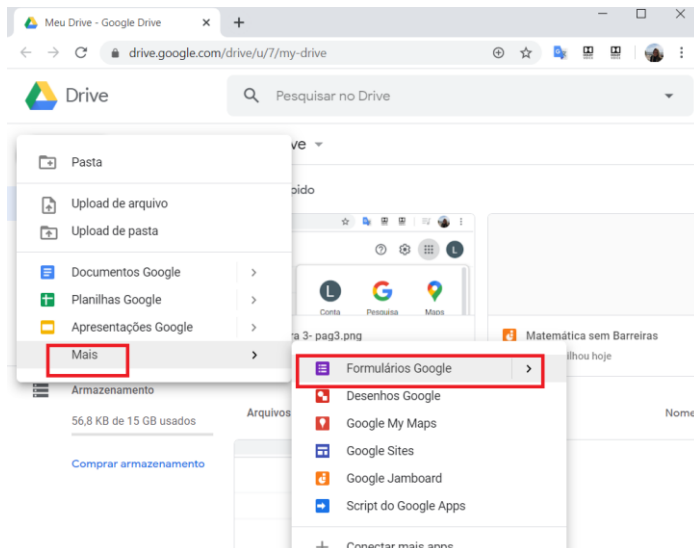 Meu Drive - Google Drive
drive.google.com/drive/u/7/my-drive
Drive
Pesquisar no Drive
ve
Pasta
pido
Upload de arquivo
Upload de pasta
L
Documentos Google
Planilhas Google
L
G
Conta Pesquisa Maps
Apresentações Google
ra 3- pag3.png
Matemática sem Barreiras
Mais
ilhou hoje
Formulários Google
Armazenamento
Desenhos Google
56,8 KB de 15 GB usados
Arquivos
Nome
Google My Maps
Google Sites
Comprar armazenamento
Google Jamboard
Script do Google Apps
Conectar mais apps